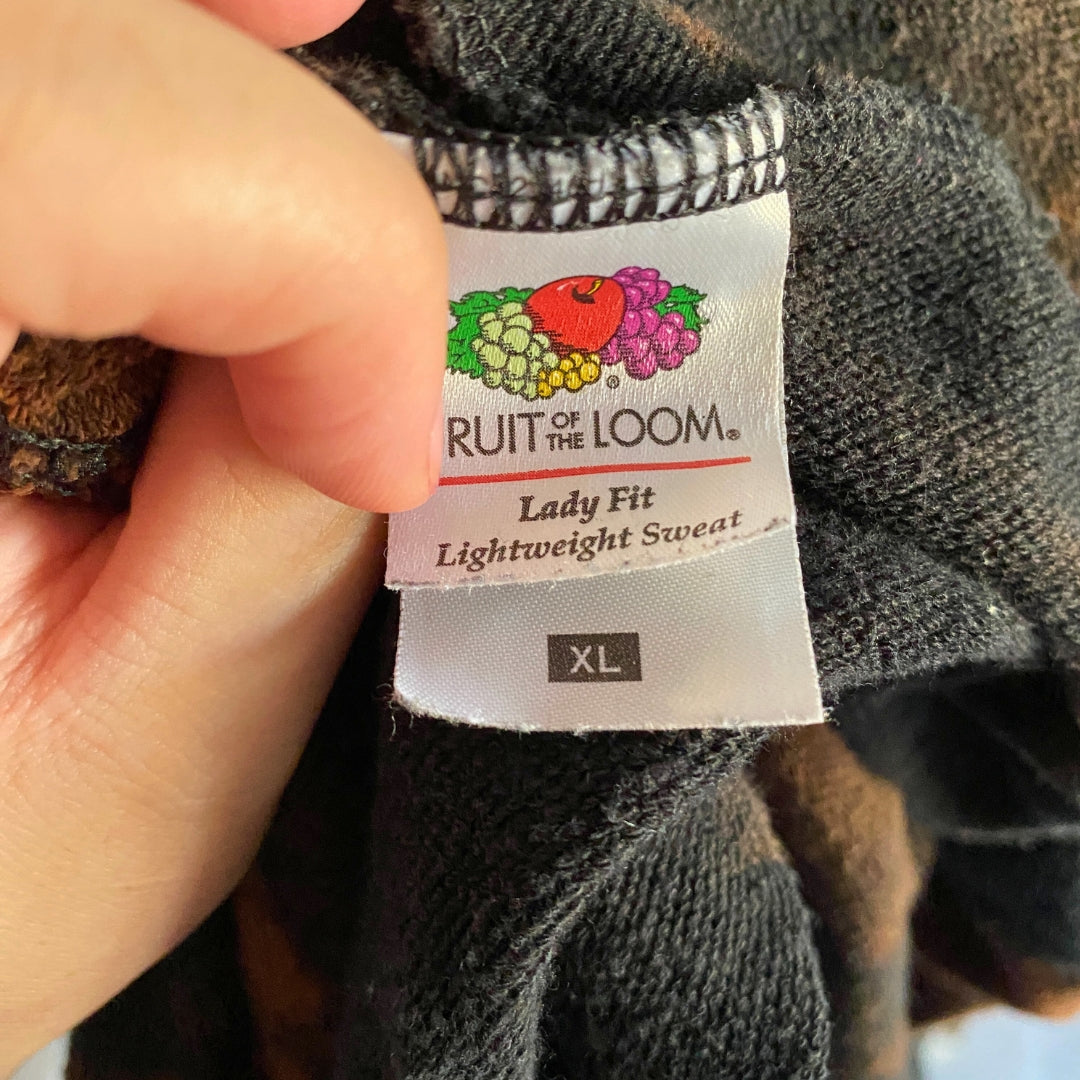 RUIT OF THE LOOM®
Lady Fit
Lightweight Sweat
XL